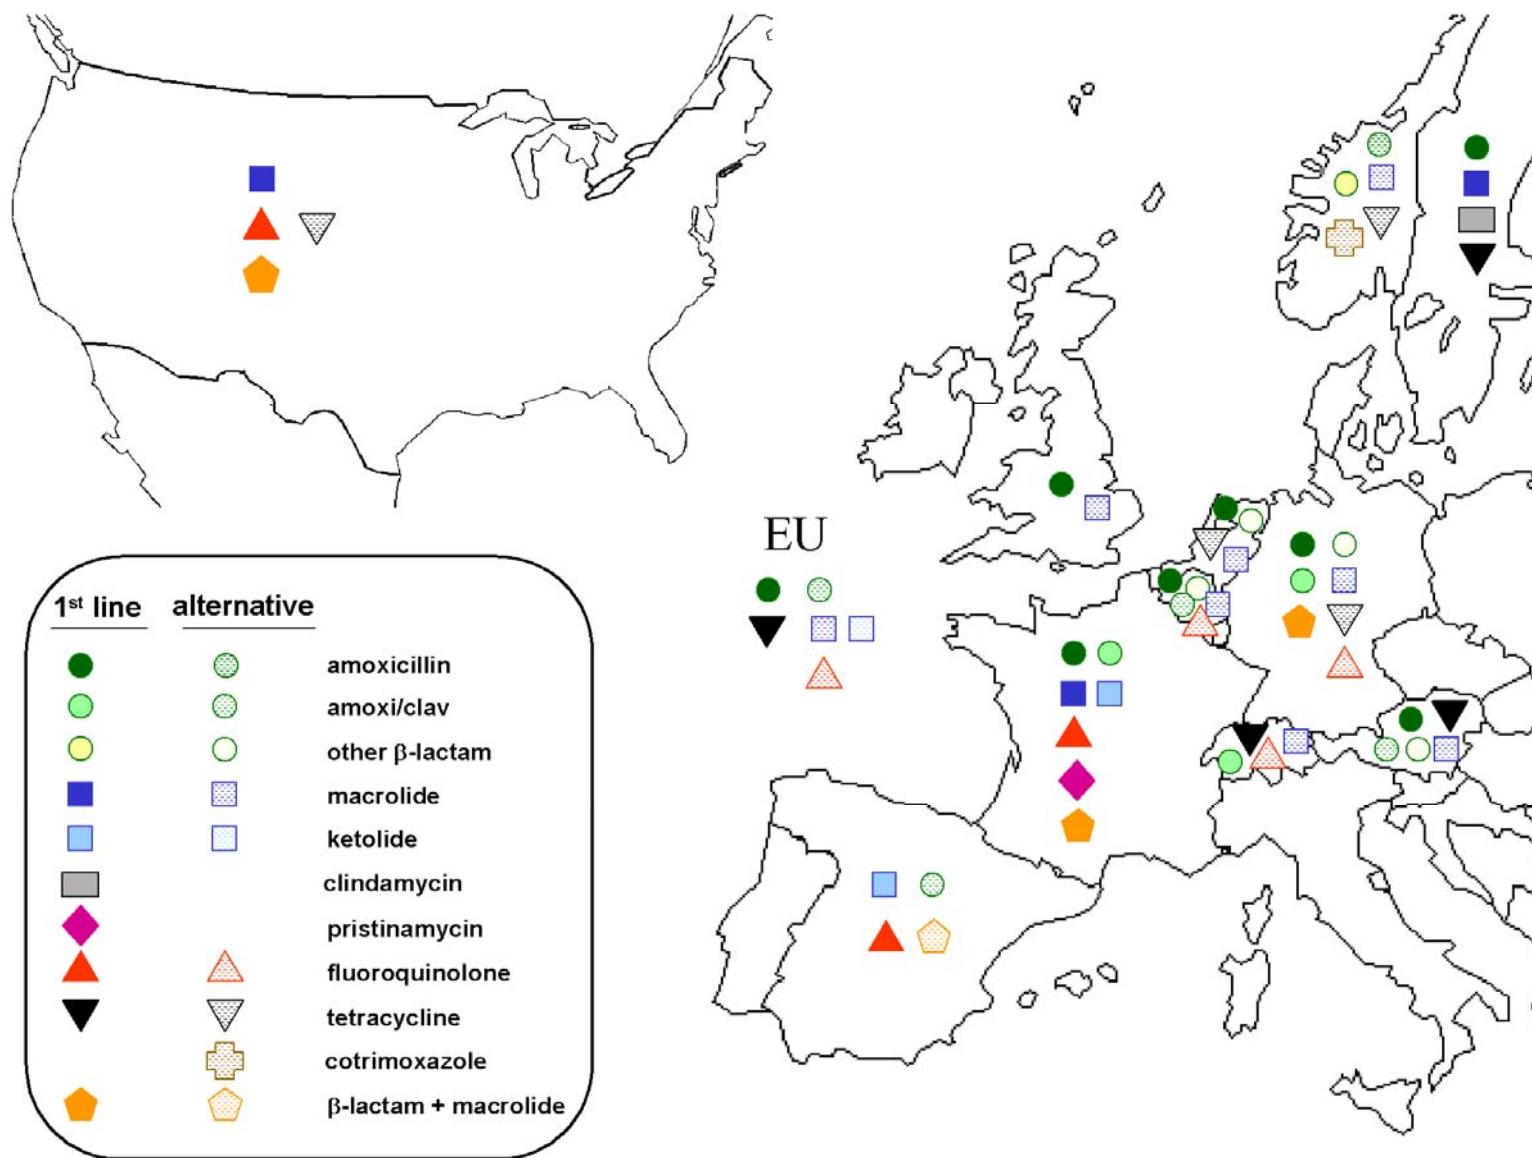 EU
1st line alternative
amoxicillin
amoxi/clav
other β-lactam
macrolide
ketolide
clindamycin
pristinamycin
fluoroquinolone
tetracycline
cotrimoxazole
β-lactam + macrolide